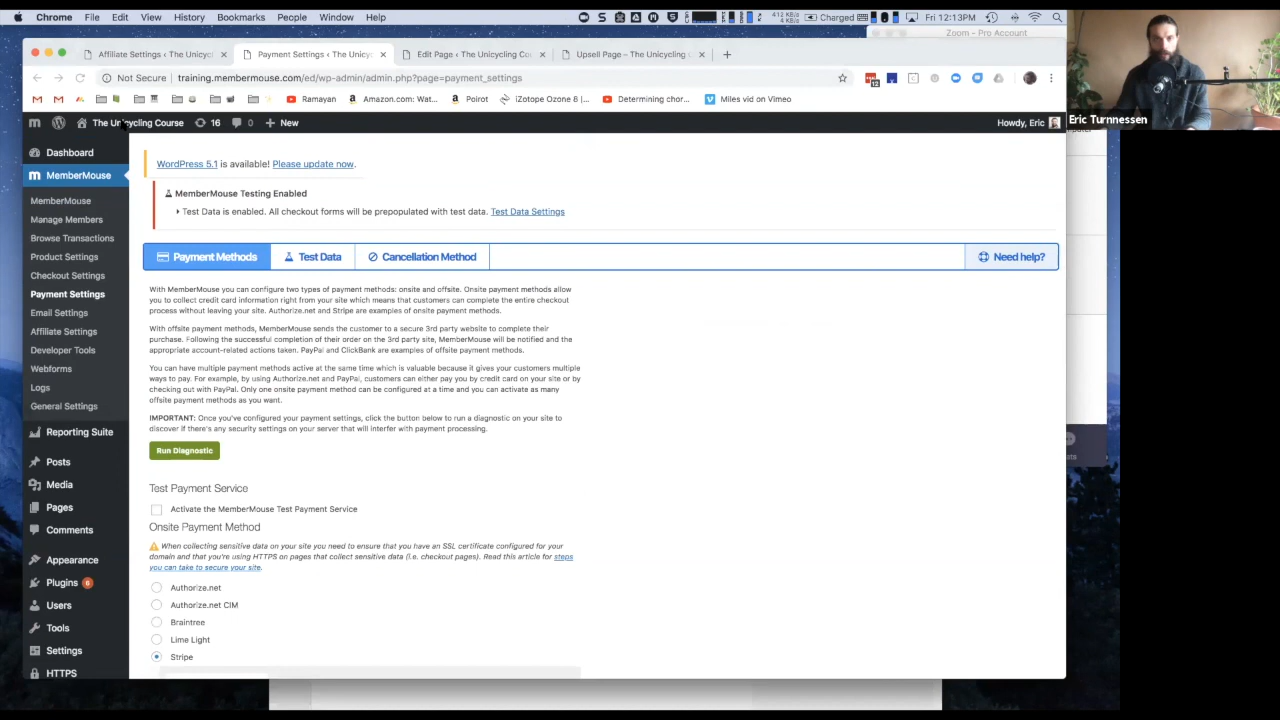 Chrome File Edit View History Bookmarks People Window Help
412 KB/s
4 KB/s
Charged
Fri 12:13PM
Zoom - Pro Account
Affiliate Settings < The Unicyc
Payment Settings < The Unicyc
Edit Page < The Unicycling Co
Upsell Page – The Unicycling C
Not Secure
training.membermouse.com/ed/wp-admin/admin.php?page=payment_settings
12
Ramayan
Amazon.com: Wat...
Poirot
iZotope Ozone 8 |...
Determining chor...
Miles vid on Vimeo
Eric Turnnessen
The Unicycling Course
16
0
New
Howdy, Eric
Dashboard
MemberMouse
MemberMouse
Manage Members
Browse Transactions
Product Settings
Checkout Settings
Payment Settings
Email Settings
Affiliate Settings
Developer Tools
Webforms
Logs
General Settings
Reporting Suite
Posts
Media
Pages
Comments
Appearance
Plugins 6
Users
Tools
Settings
HTTPS
WordPress 5.1 is available! Please update now.
MemberMouse Testing Enabled
Test Data is enabled. All checkout forms will be prepopulated with test data. Test Data Settings
Payment Methods
Test Data
Cancellation Method
Need help?
With MemberMouse you can configure two types of payment methods: onsite and offsite. Onsite payment methods allow
you to collect credit card information right from your site which means that customers can complete the entire checkout
process without leaving your site. Authorize.net and Stripe are examples of onsite payment methods.
With offsite payment methods, MemberMouse sends the customer to a secure 3rd party website to complete their
purchase. Following the successful completion of their order on the 3rd party site, MemberMouse will be notified and the
appropriate account-related actions taken. PayPal and ClickBank are examples of offsite payment methods.
You can have multiple payment methods active at the same time which is valuable because it gives your customers multiple
ways to pay. For example, by using Authorize.net and PayPal, customers can either pay you by credit card on your site or by
checking out with PayPal. Only one onsite payment method can be configured at a time and you can activate as many
offsite payment methods as you want.
IMPORTANT: Once you've configured your payment settings, click the button below to run a diagnostic on your site to
discover if there's any security settings on your server that will interfer with payment processing.
Run Diagnostic
Test Payment Service
Activate the MemberMouse Test Payment Service
Onsite Payment Method
When collecting sensitive data on your site you need to ensure that you have an SSL certificate configured for your
domain and that you're using HTTPS on pages that collect sensitive data (i.e. checkout pages). Read this article for steps
you can take to secure your site.
Authorize.net
Authorize.net CIM
Braintree
Lime Light
Stripe